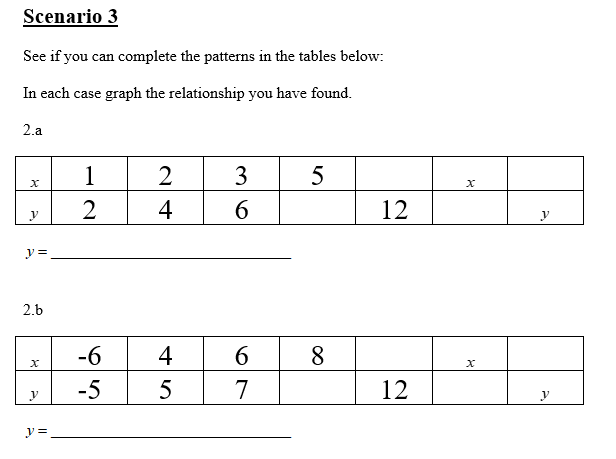 Scenario 3
See if you can complete the patterns in the tables below:
In each case graph the relationship you have found.
2.a
x 1 2 3 5 x
y 2 4 6 12 y
y = 
2.b
x -6 4 6 8 x
y -5 5 7 12 y
y =